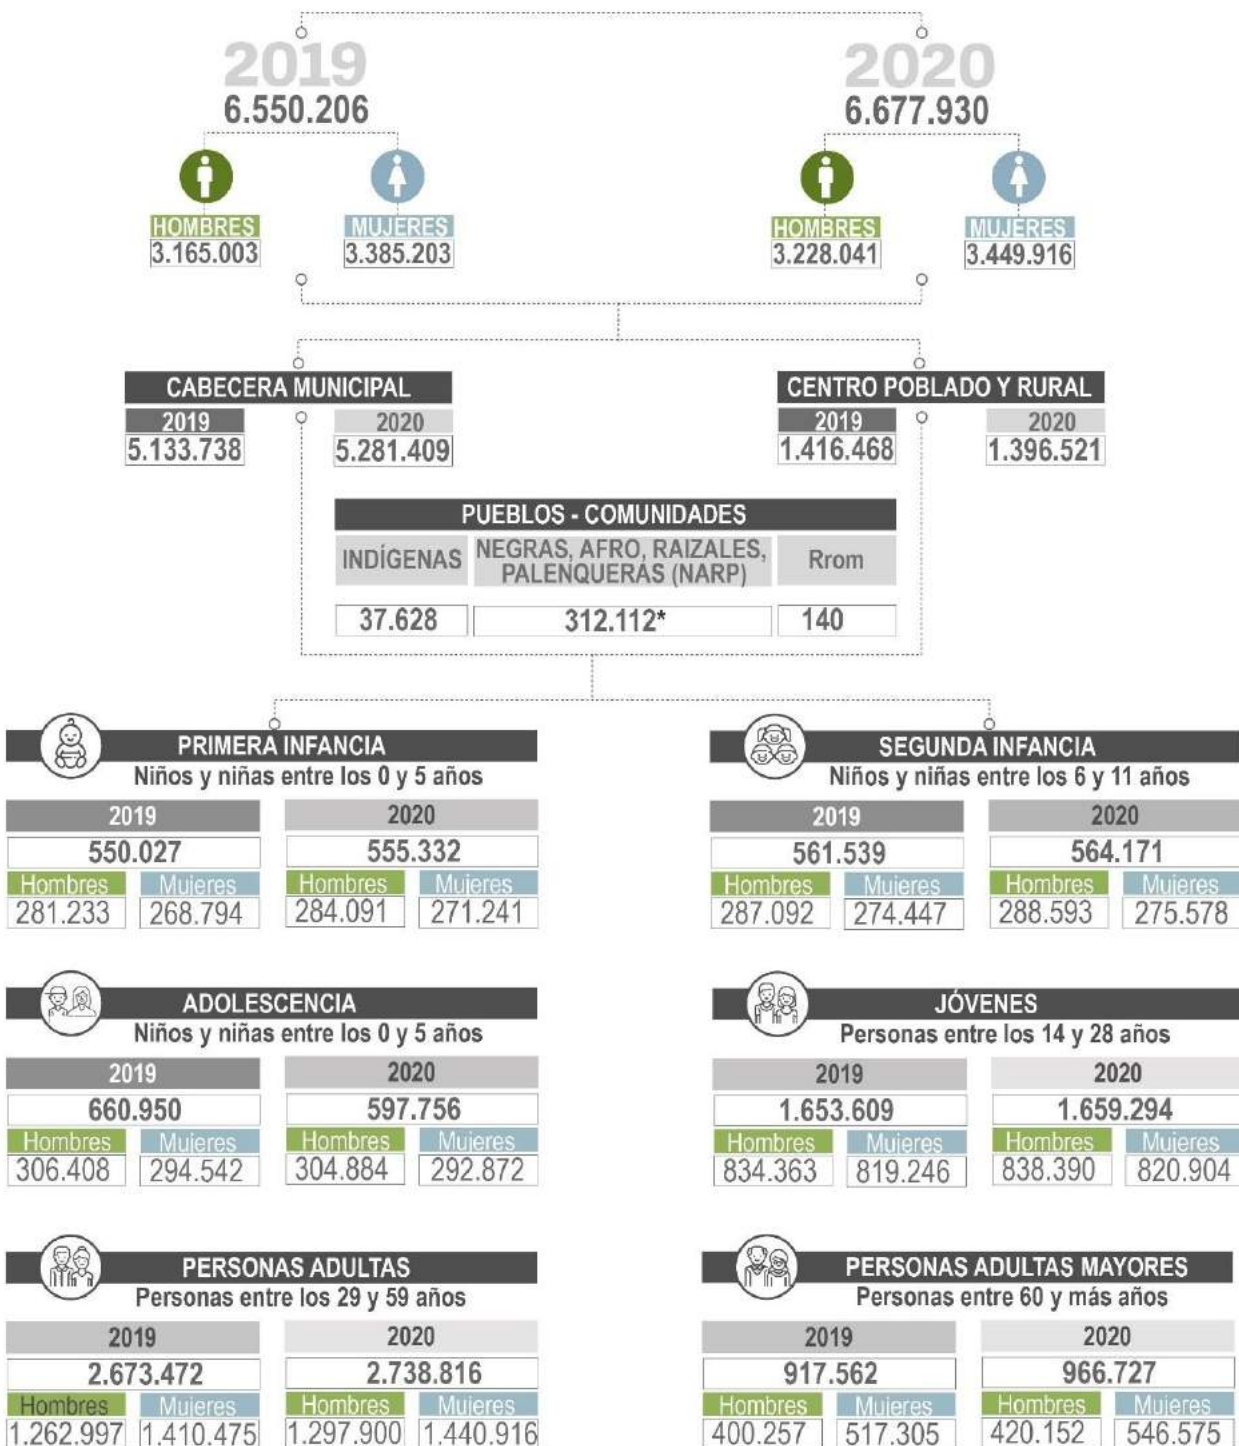 2019
6.550.206
HOMBRES
3.165.003
MUJERES
3.385.203
2020
6.677.930
HOMBRES
3.228.041
MUJERES
3.449.916
CABECERA MUNICIPAL
2019
5.133.738
2020
5.281.409
CENTRO POBLADO Y RURAL
2019
1.416.468
2020
1.396.521
PUEBLOS - COMUNIDADES
INDÍGENAS
37.628
NEGRAS, AFRO, RAIZALES,
PALENQUERAS (NARP)
312.112*
Rrom
140
PRIMERA INFANCIA
Niños y niñas entre los 0 y 5 años
2019
550.027
Hombres
281.233
Mujeres
268.794
2020
555.332
Hombres
284.091
Mujeres
271.241
SEGUNDA INFANCIA
Niños y niñas entre los 6 y 11 años
2019
561.539
Hombres
287.092
Mujeres
274.447
2020
564.171
Hombres
288.593
Mujeres
275.578
ADOLESCENCIA
Niños y niñas entre los 0 y 5 años
2019
660.950
Hombres
306.408
Mujeres
294.542
2020
597.756
Hombres
304.884
Mujeres
292.872
JÓVENES
Personas entre los 14 y 28 años
2019
1.653.609
Hombres
834.363
Mujeres
819.246
2020
1.659.294
Hombres
838.390
Mujeres
820.904
PERSONAS ADULTAS
Personas entre los 29 y 59 años
2019
2.673.472
Hombres
1.262.997
Mujeres
1.410.475
2020
2.738.816
Hombres
1.297.900
Mujeres
1.440.916
PERSONAS ADULTAS MAYORES
Personas entre 60 y más años
2019
917.562
Hombres
400.257
Mujeres
517.305
2020
966.727
Hombres
420.152
Mujeres
546.575